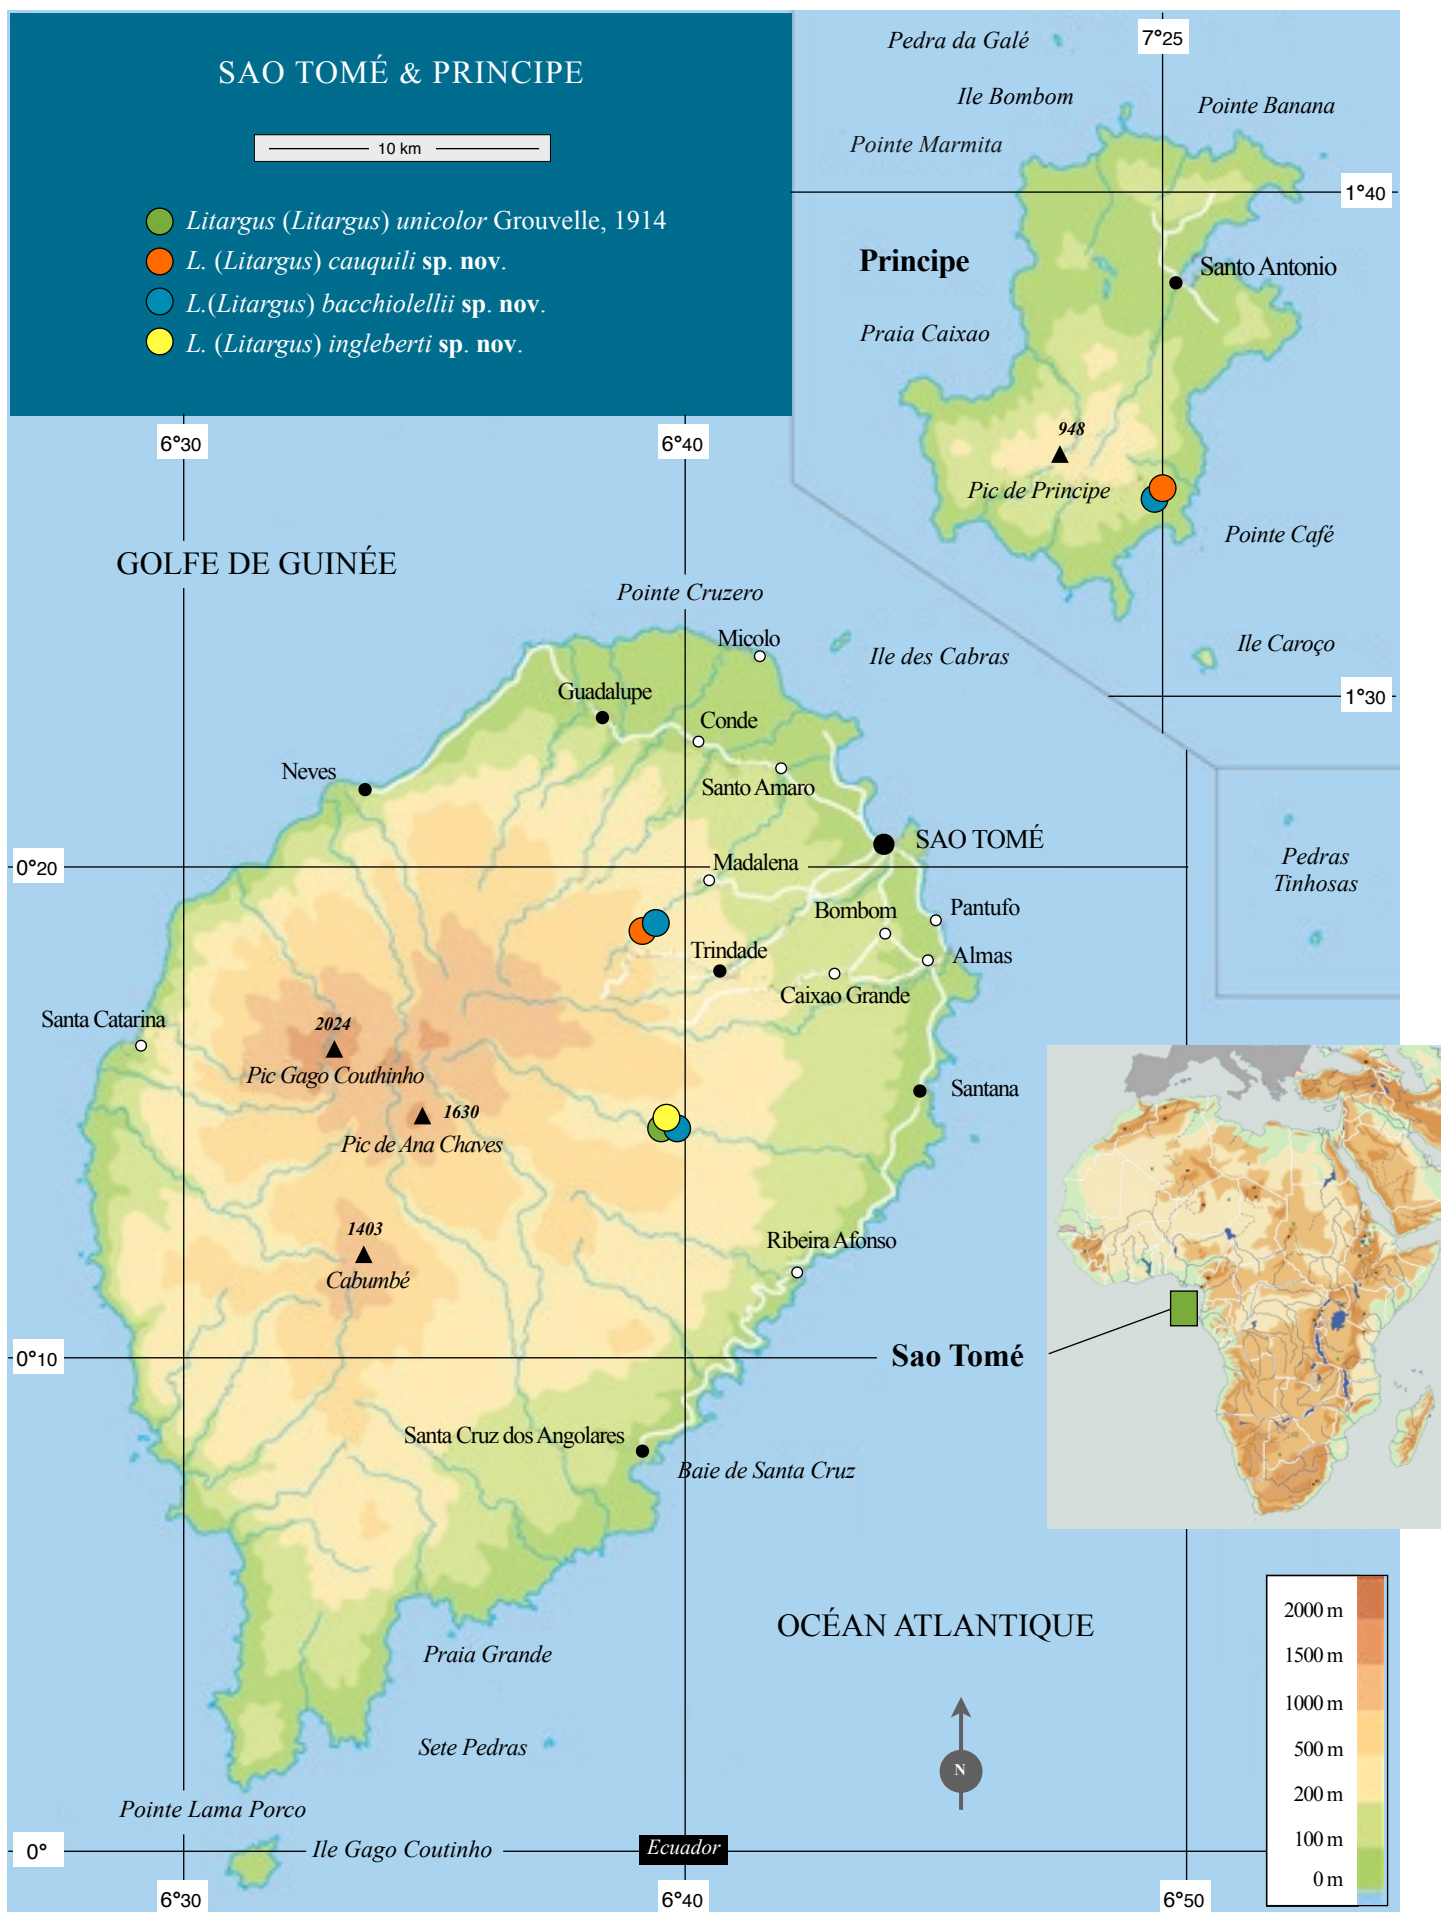 SAO TOMÉ & PRINCIPE
10 km
Litargus (Litargus) unicolor Grouvelle, 1914
L. (Litargus) cauquili sp. nov.
L.(Litargus) bacchiolellii sp. nov.
L. (Litargus) ingleberti sp. nov.
Pedra da Galé
7°25
Ile Bombom
Pointe Banana
Pointe Marmita
1°40
Principe
Santo Antonio
Praia Caixao
948
Pic de Principe
Pointe Café
Ile Caroço
1°30
6°30
6°40
GOLFE DE GUINÉE
Pointe Cruzero
Micolo
Ile des Cabras
Guadalupe
Conde
Neves
Santo Amaro
SAO TOMÉ
0°20
Madalena
Pedras
Tinhosas
Bombom
Pantufo
Trindade
Almas
Caixao Grande
Santa Catarina
2024
Pic Gago Couthinho
Santana
1630
Pic de Ana Chaves
1403
Cabumbé
Ribeira Afonso
0°10
Sao Tomé
Santa Cruz dos Angolares
Baie de Santa Cruz
OCÉAN ATLANTIQUE
Praia Grande
Sete Pedras
N
Pointe Lama Porco
0°
Ile Gago Coutinho
Ecuador
6°30
6°40
6°50
2000 m
1500 m
1000 m
500 m
200 m
100 m
0 m